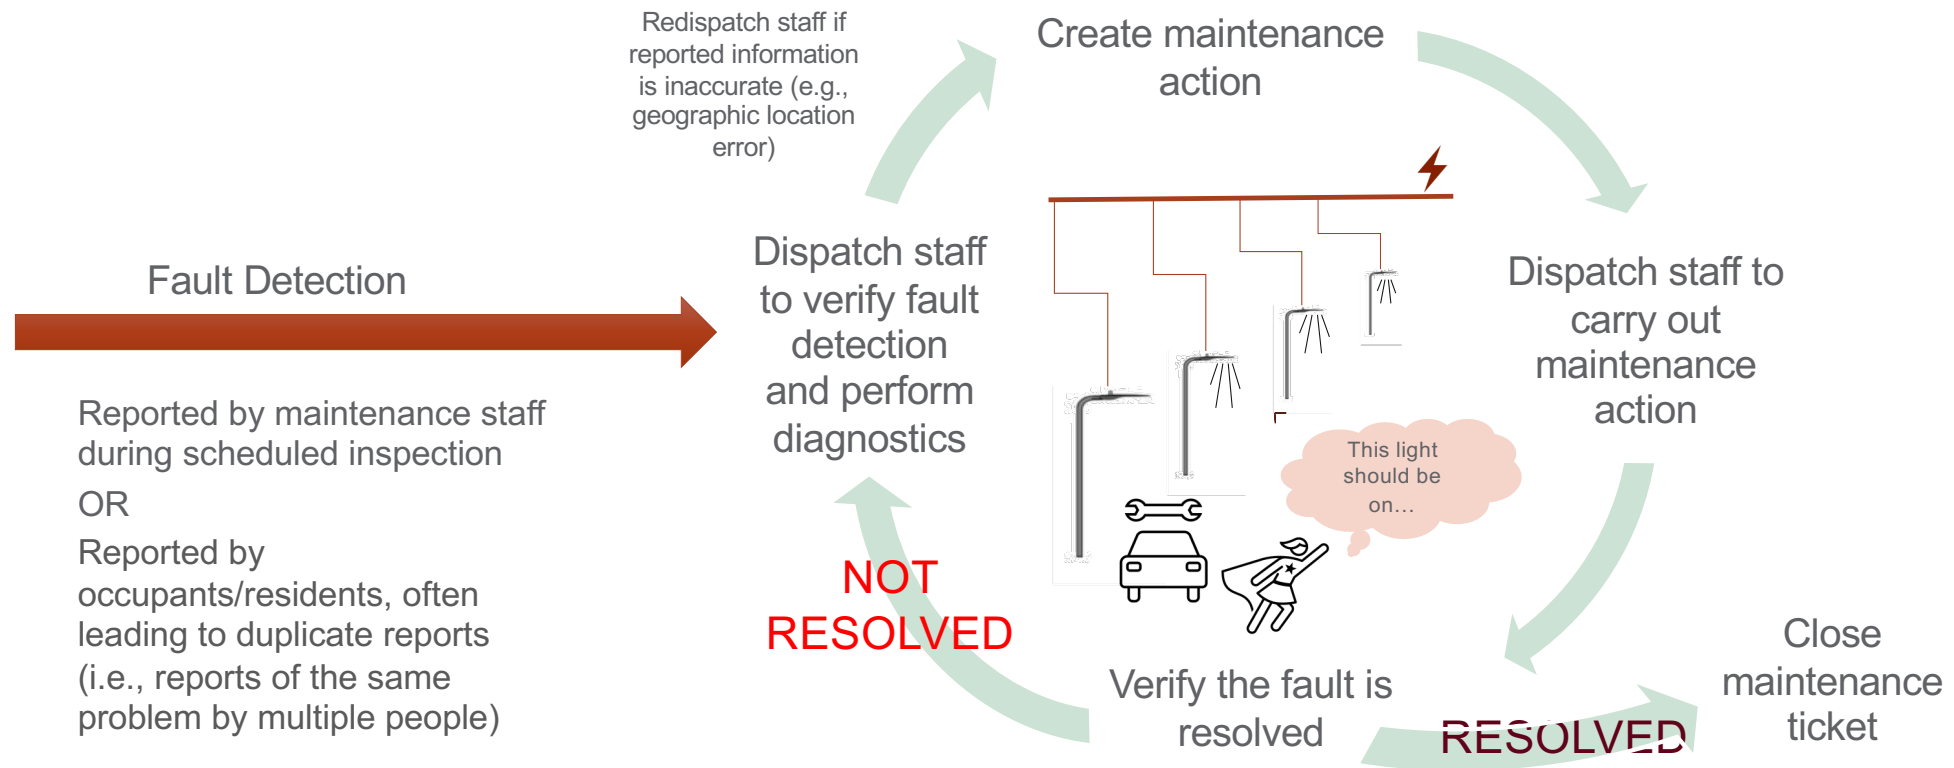 Redispatch staff if
reported information
is inaccurate (e.g.,
geographic location
error)
Create maintenance
action
Fault Detection
Reported by maintenance staff
during scheduled inspection
OR
Reported by
occupants/residents, often
leading to duplicate reports
(i.e., reports of the same
problem by multiple people)
Dispatch staff
to verify fault
detection
and perform
diagnostics
Dispatch staff to
carry out
maintenance
action
This light
should be
on…
NOT
RESOLVED
Verify the fault is
resolved
RESOLVED
Close
maintenance
ticket